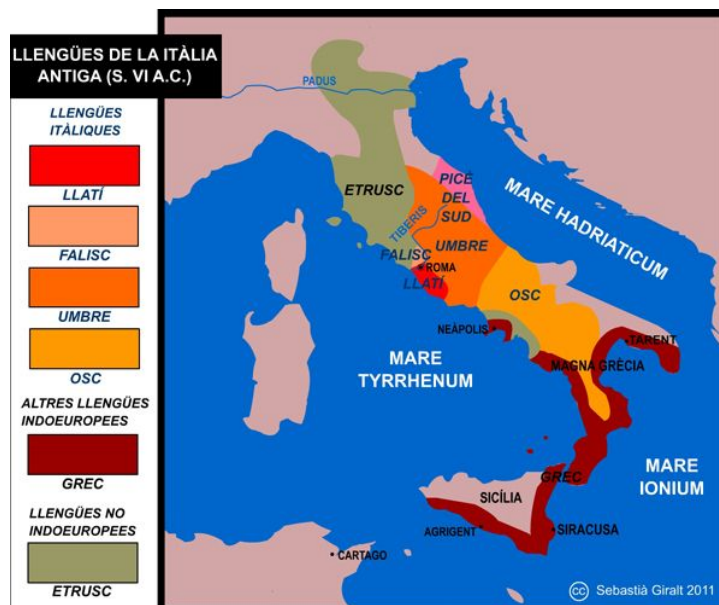 LLENGÜES DE LA ITÀLIA
ANTIGA (S. VI A.C.)
LLENGÜES
ITÀLIQUES
LLATÍ
FALISC
UMBRE
OSC
ALTRES LLENGÜES
INDOEUROPEES
GREC
LLENGÜES NO
INDOEUROPEES
ETRUSC
PADUS
ETRUSC
PICÈ
DEL
SUD
MARE HADRIATICUM
TIBERIS
UMBRE
FALISC
ROMA
LLATÍ
OSC
NEÀPOLIS
TARENT
MARE
TYRRHENUM
MAGNA GRÈCIA
MARE
IONIUM
GREC
SICÍLIA
AGRIGENT
SIRACUSA
CARTAGO
cc Sebastià Giralt 2011